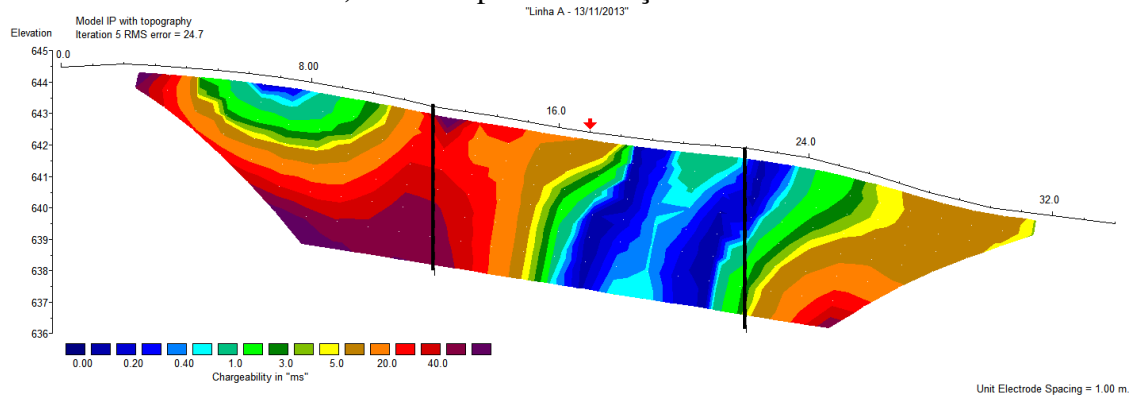 "Linha A - 13/11/2013"
Model IP with topography
Iteration 5 RMS error = 24.7
Elevation
645
644
643
642
641
640
639
638
637
636
0.0
8.00
16.0
24.0
32.0
0.00 0.20 0.40 1.0 3.0 5.0 20.0 40.0
Chargeability in "ms"
Unit Electrode Spacing = 1.00 m.